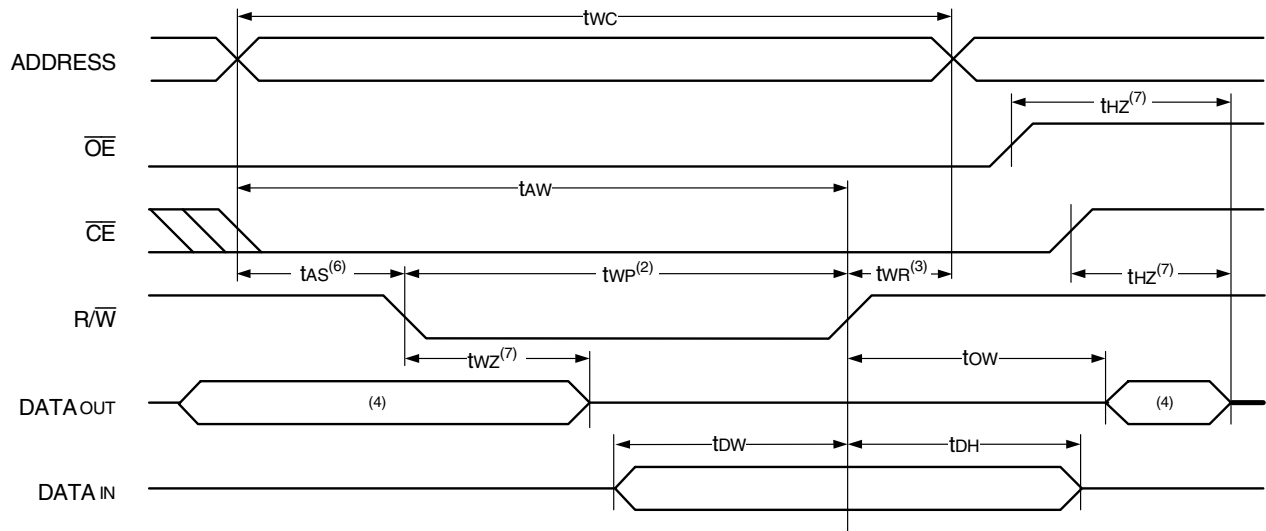 tWC
ADDRESS
tHZ(7)
OE
tAW
CE
tAS(6) tWP(2) tWR(3) tHZ(7)
R/W
tWZ(7) tOW
DATA OUT (4) (4)
tDW tDH
DATA IN